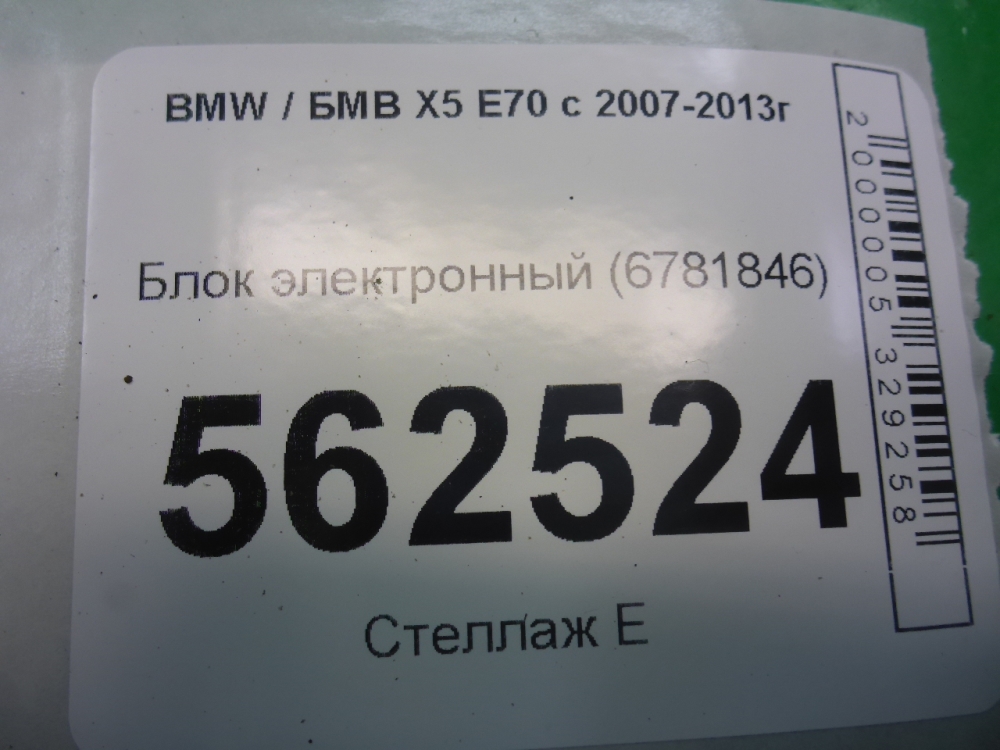 BMW / БМВ X5 E70 с 2007-2013г
Блок электронный (6781846)
562524
Стеллаж Е
2000005329258